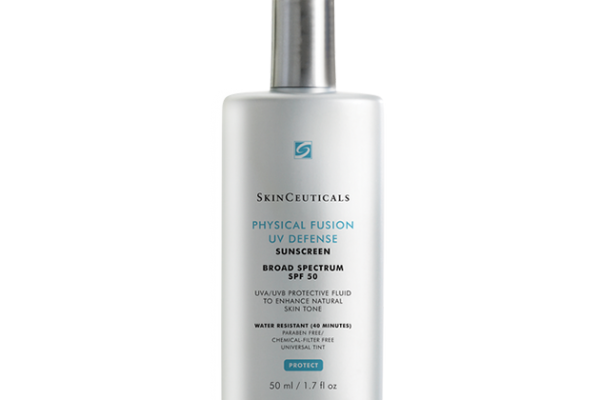 SKINCEUTICALS
PHYSICAL FUSION
UV DEFENSE
SUNSCREEN
BROAD SPECTRUM
SPF 50
UVA/UVB PROTECTIVE FLUID
TO ENHANCE NATURAL
SKIN TONE
WATER RESISTANT (40 MINUTES)
PARABEN FREE/
CHEMICAL-FILTER FREE
UNIVERSAL TINT
PROTECT
50 ml / 1.7 fl oz